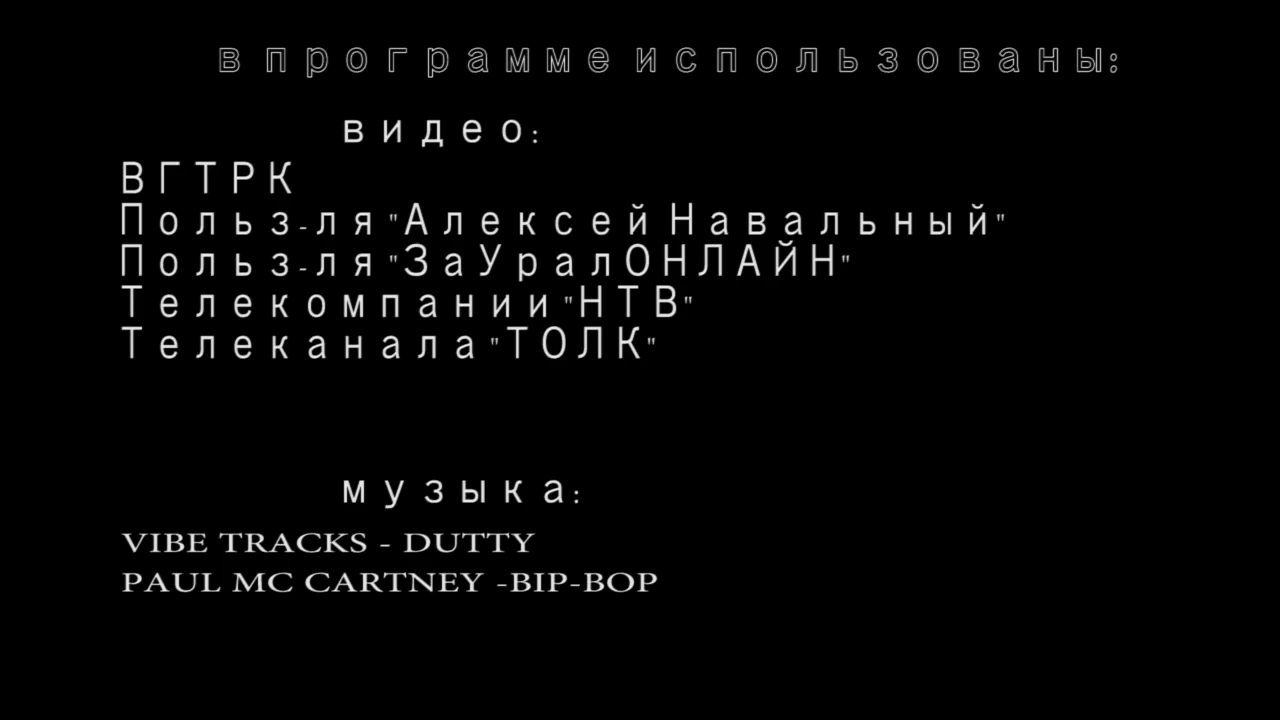 в программе использованы:
видео:
ВГТРК
Польз-ля "Алексей Навальный"
Польз-ля "ЗаУралОНЛАЙН"
Телекомпании "НТВ"
Телеканала "ТОЛК"
музыка:
VIBE TRACKS - DUTTY
PAUL MC CARTNEY -BIP-BOP